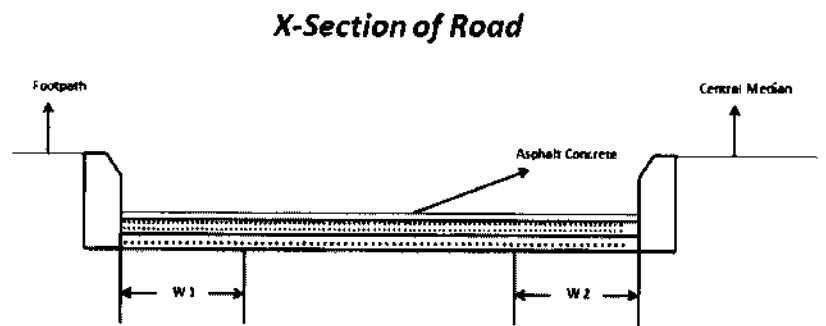 X-Section of Road
Footpath
Central Median
Asphalt Concrete
W 1
W 2